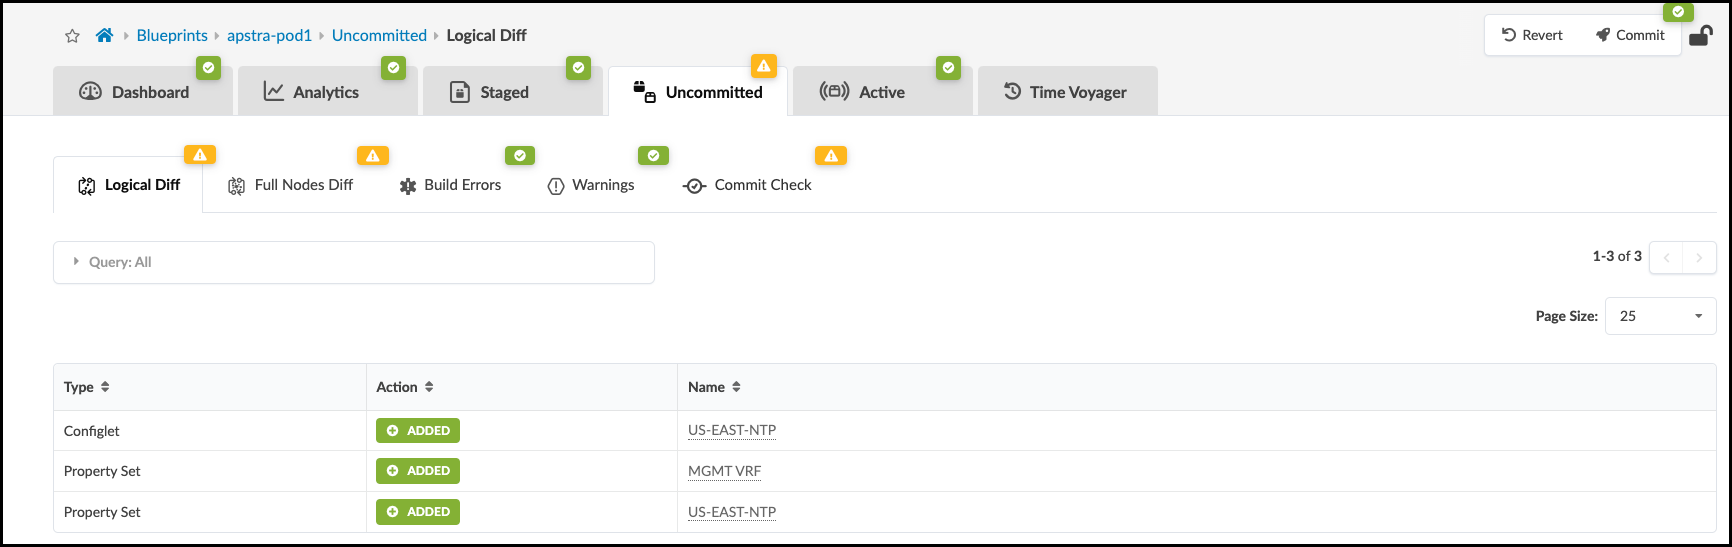 Blueprints apstra-pod1 Uncommitted Logical Diff
Revert Commit
Dashboard Analytics Staged Uncommitted Active Time Voyager
Logical Diff Full Nodes Diff Build Errors Warnings Commit Check
Query: All
1-3 of 3
Page Size: 25
Type Action Name
Configlet ADDED US-EAST-NTP
Property Set ADDED MGMT VRF
Property Set ADDED US-EAST-NTP